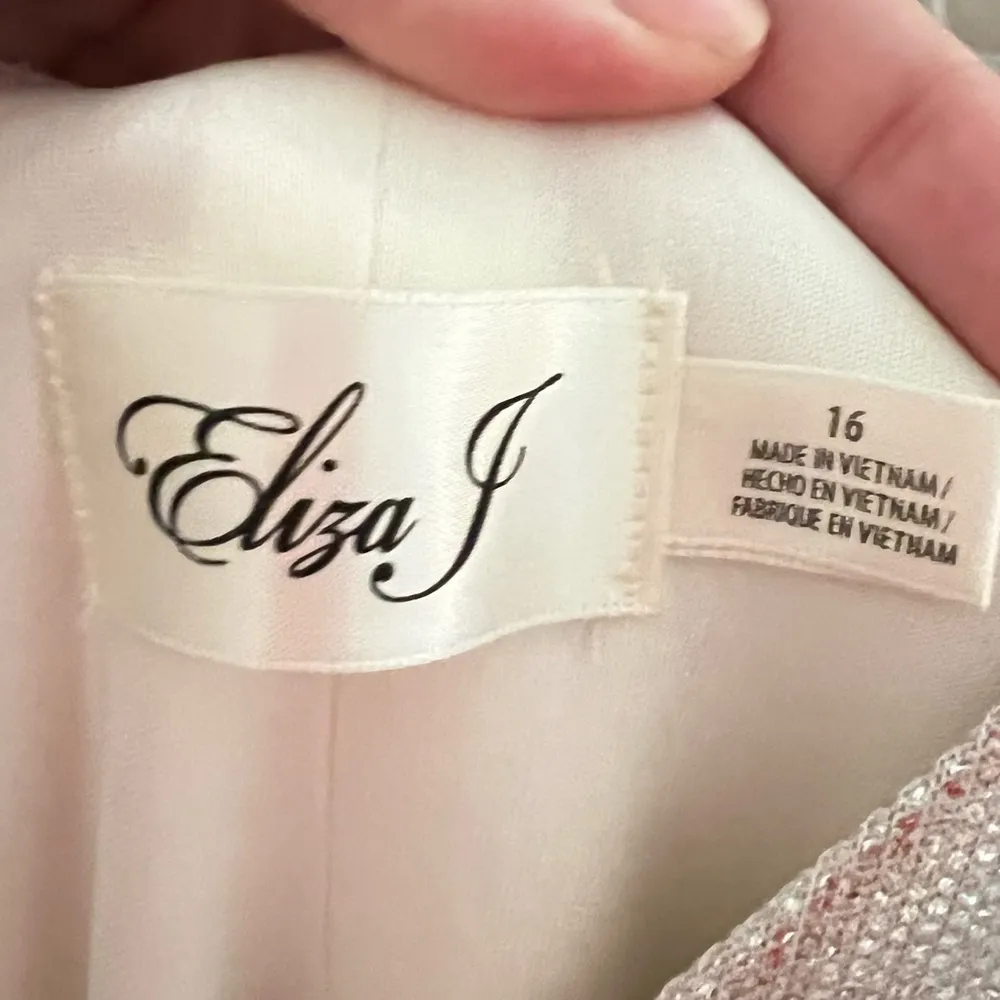 Eliza J
16
MADE IN VIETNAM/
HECHO EN VIETNAM/
FABRIQUE EN VIETNAM